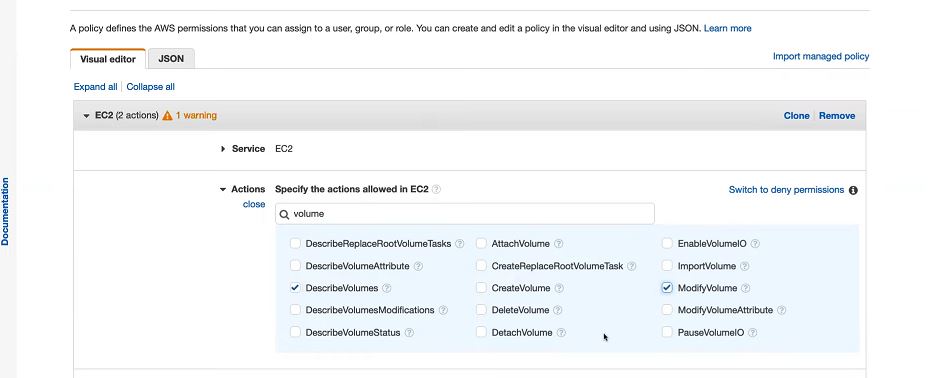 A policy defines the AWS permissions that you can assign to a user, group, or role. You can create and edit a policy in the visual editor and using JSON. Learn more
Visual editor JSON Import managed policy
Expand all Collapse all
EC2 (2 actions) 1 warning Clone Remove
Service EC2
Actions Specify the actions allowed in EC2 ? Switch to deny permissions i
close
volume
DescribeReplaceRootVolumeTasks ? AttachVolume ? EnableVolumeIO ?
DescribeVolumeAttribute ? CreateReplaceRootVolumeTask ? ImportVolume ?
DescribeVolumes ? CreateVolume ? ModifyVolume ?
DescribeVolumesModifications ? DeleteVolume ? ModifyVolumeAttribute ?
DescribeVolumeStatus ? DetachVolume ? PauseVolumeIO ?
Documentation